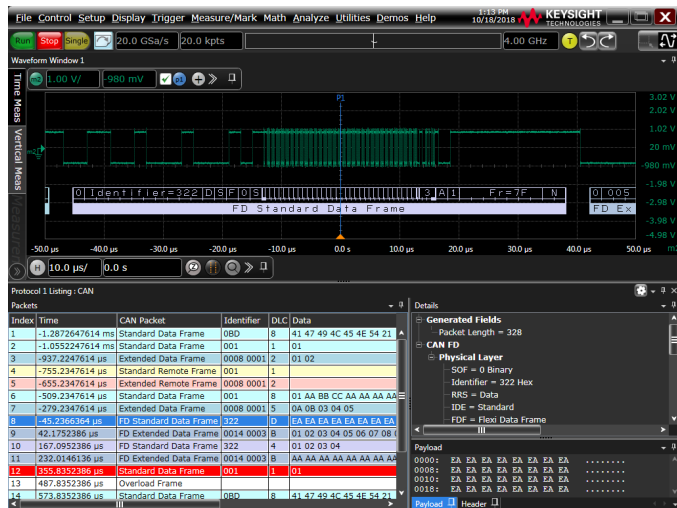 File Control Setup Display Trigger Measure/Mark Math Analyze Utilities Demos Help
1:13 PM
10/18/2018
KEYSIGHT
TECHNOLOGIES
Run Stop Single 20.0 GSa/s 20.0 kpts 4.00 GHz T
Waveform Window 1
Time Meas
Vertical Meas
m2 1.00 V/ -980 mV p1
P1
3.02 V
2.02 V
1.02 V
20 mV
-980 mV
-1.98 V
-2.98 V
-3.98 V
-4.98 V
0 Identifier=322 D S F 0 S 3 A 1 Fr=7F N 0 005
FD Standard Data Frame FD Ex
-50.0 µs -40.0 µs -30.0 µs -20.0 µs -10.0 µs 0.0 s 10.0 µs 20.0 µs 30.0 µs 40.0 µs 50.0 µs
H 10.0 µs/ 0.0 s
Protocol 1 Listing : CAN
Packets
Index Time CAN Packet Identifier DLC Data
1 -1.2872647614 ms Standard Data Frame 0BD 8 41 47 49 4C 45 4E 54 21
2 -1.0552247614 ms Standard Data Frame 001 1 01
3 -937.2247614 µs Extended Data Frame 0008 0001 2 01 02
4 -755.2347614 µs Standard Remote Frame 001 1
5 -655.2347614 µs Extended Remote Frame 0008 0001 2
6 -509.2347614 µs Standard Data Frame 001 8 01 AA BB CC AA AA AA AA
7 -279.2347614 µs Extended Data Frame 0008 0001 5 0A 0B 03 04 05
8 -45.2366364 µs FD Standard Data Frame 322 D EA EA EA EA EA EA EA EA
9 42.1752386 µs FD Extended Data Frame 0014 0003 B 01 02 03 04 05 06 07 08
10 167.0952386 µs FD Standard Data Frame 322 4 01 02 03 04
11 232.0146136 µs FD Extended Data Frame 0014 0003 B AA AA AA AA AA AA AA AA
12 355.8352386 µs Standard Data Frame 001 1 01
13 487.8352386 µs Overload Frame
14 573.8352386 µs Standard Data Frame 0BD 8 41 47 49 4C 45 4E 54 21
Details
Generated Fields
Packet Length = 328
CAN FD
Physical Layer
SOF = 0 Binary
Identifier = 322 Hex
RRS = Data
IDE = Standard
FDF = Flexi Data Frame
Payload
0000: EA EA EA EA EA EA EA EA ........
0008: EA EA EA EA EA EA EA EA ........
0010: EA EA EA EA EA EA EA EA ........
0018: EA EA EA EA EA EA EA EA ........
Payload Header